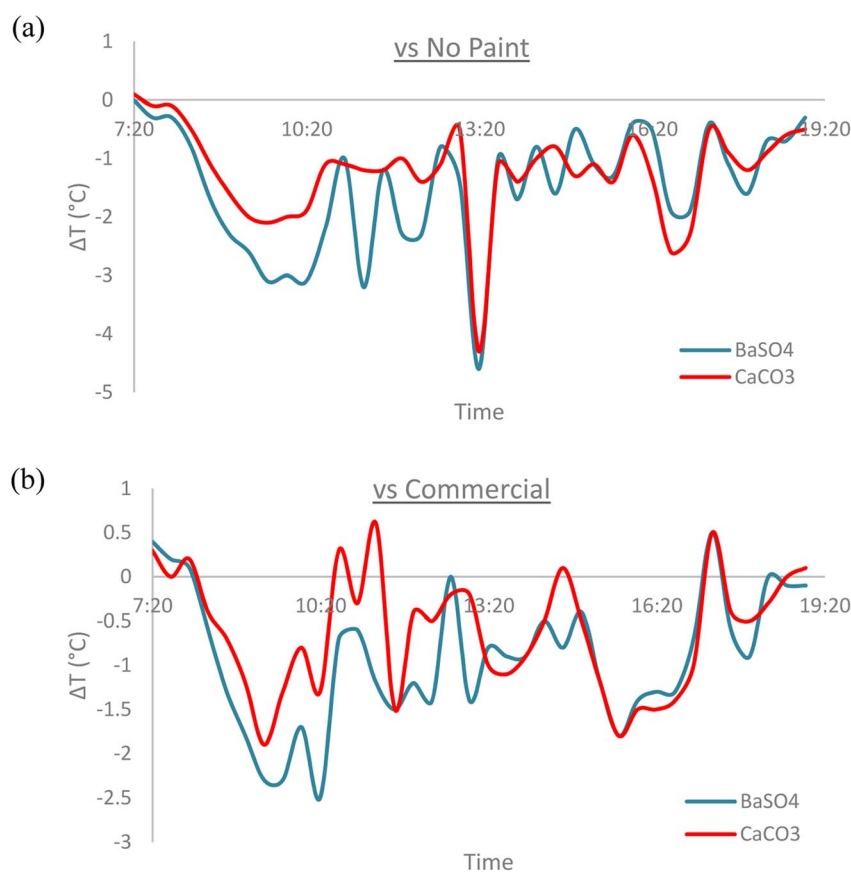 (a)
vs No Paint
1
0
-1
-2
-3
-4
-5
7:20 10:20 13:20 16:20 19:20
ΔT (°C)
BaSO4
CaCO3
Time
(b)
vs Commercial
1
0.5
0
-0.5
-1
-1.5
-2
-2.5
-3
7:20 10:20 13:20 16:20 19:20
ΔT (°C)
BaSO4
CaCO3
Time